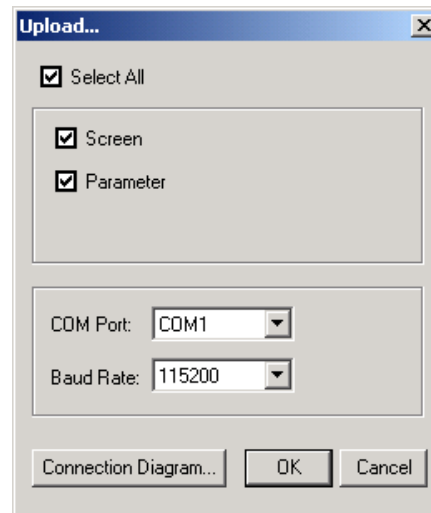 Upload...
Select All
Screen
Parameter
COM Port: COM1
Baud Rate: 115200
Connection Diagram... OK Cancel